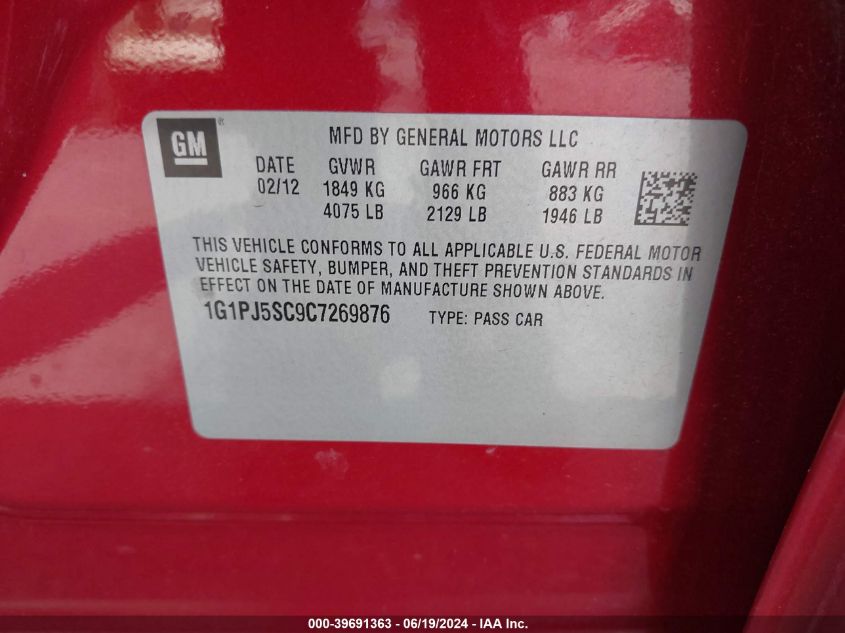 GM
MFD BY GENERAL MOTORS LLC
DATE GVWR GAWR FRT GAWR RR
02/12 1849 KG 966 KG 883 KG
4075 LB 2129 LB 1946 LB
THIS VEHICLE CONFORMS TO ALL APPLICABLE U.S. FEDERAL MOTOR
VEHICLE SAFETY, BUMPER, AND THEFT PREVENTION STANDARDS IN
EFFECT ON THE DATE OF MANUFACTURE SHOWN ABOVE.
1G1PJ5SC9C7269876 TYPE: PASS CAR
000-39691363 - 06/19/2024 - IAA Inc.